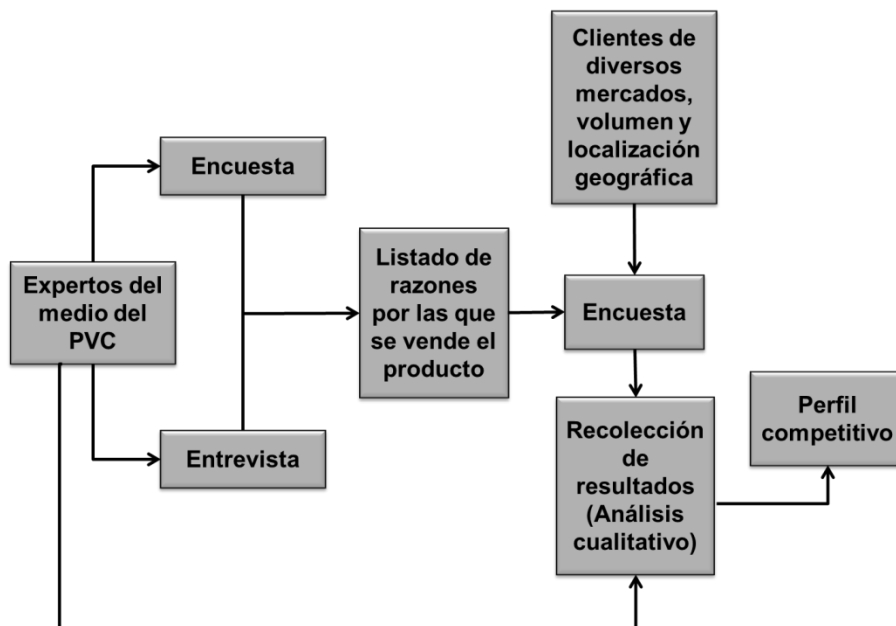 Clientes de
diversos
mercados,
volumen y
localización
geográfica
Encuesta
Expertos del
medio del
PVC
Listado de
razones
por las que
se vende el
producto
Encuesta
Entrevista
Recolección
de
resultados
(Análisis
cualitativo)
Perfil
competitivo